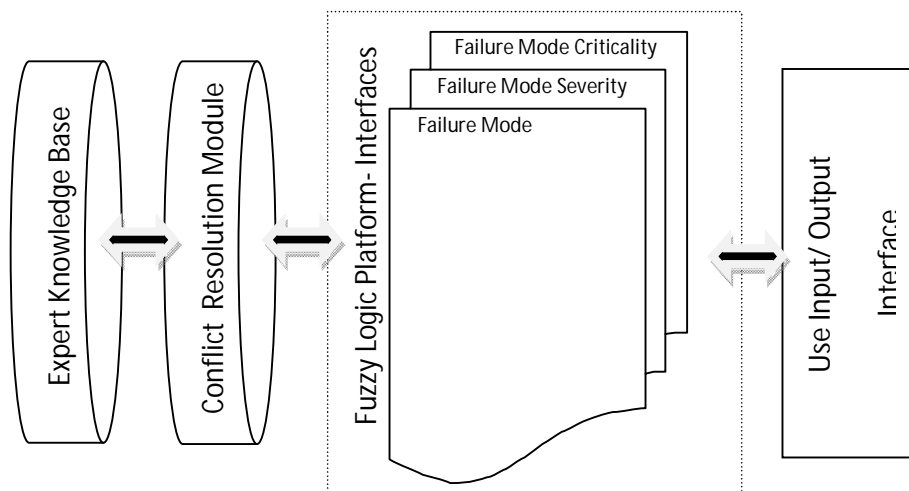 Expert Knowledge Base
Conflict Resolution Module
Fuzzy Logic Platform- Interfaces
Failure Mode Criticality
Failure Mode Severity
Failure Mode
Use Input/ Output
Interface